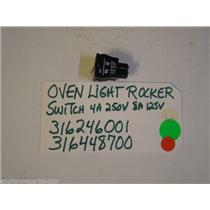 OVEN LIGHT ROCKER
SWITCH 4A 250V 8A 125V
316246001
316448700